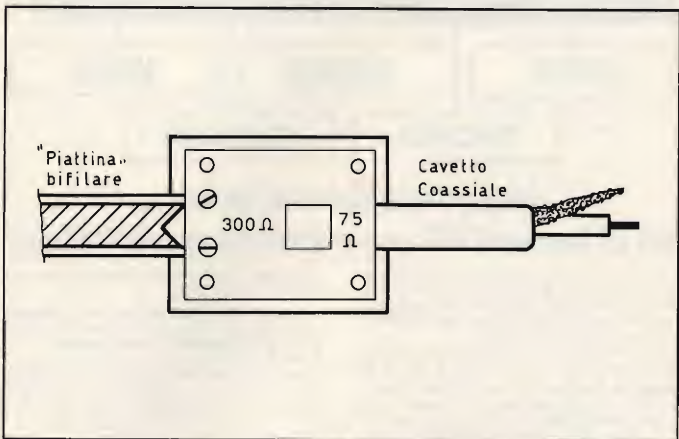 "Piattina"
bifilare
Cavetto
Coassiale
300 Ω
75
Ω